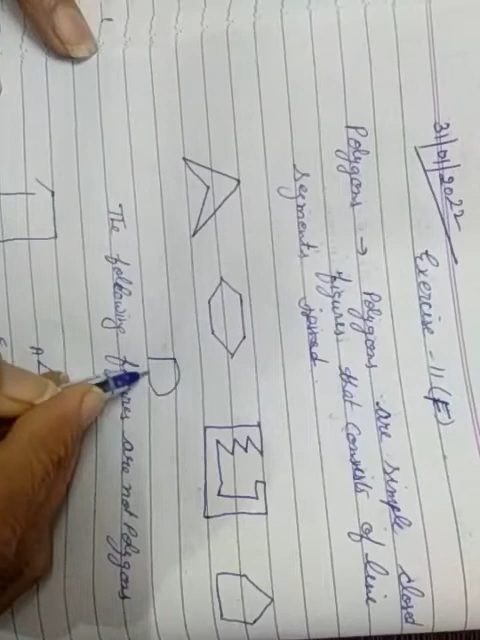 31/01/2022
Exercise - 11(F)
Polygons → Polygons are simple closed
figures that consists of line
segments joined.
The following figures are not Polygons
A